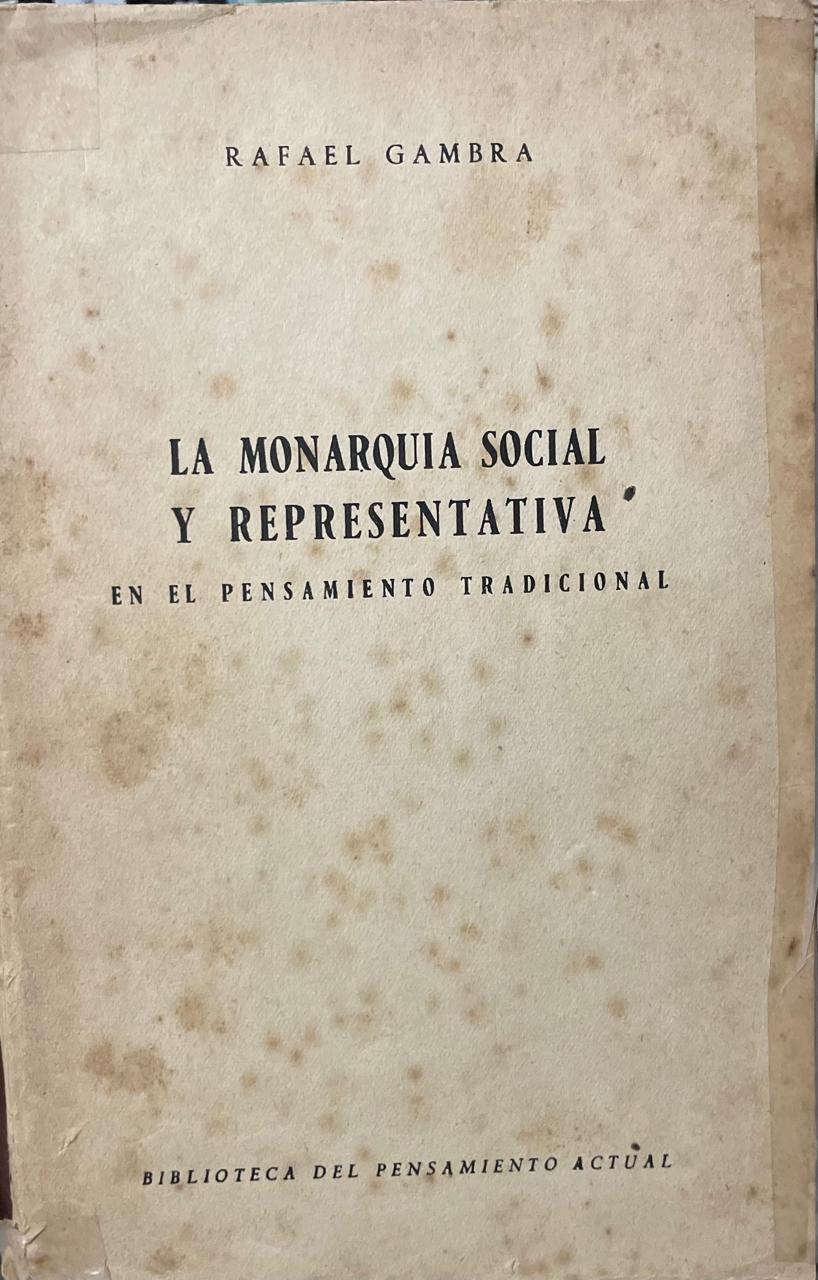 RAFAEL GAMBRA
LA MONARQUIA SOCIAL
Y REPRESENTATIVA
EN EL PENSAMIENTO TRADICIONAL
BIBLIOTECA DEL PENSAMIENTO ACTUAL